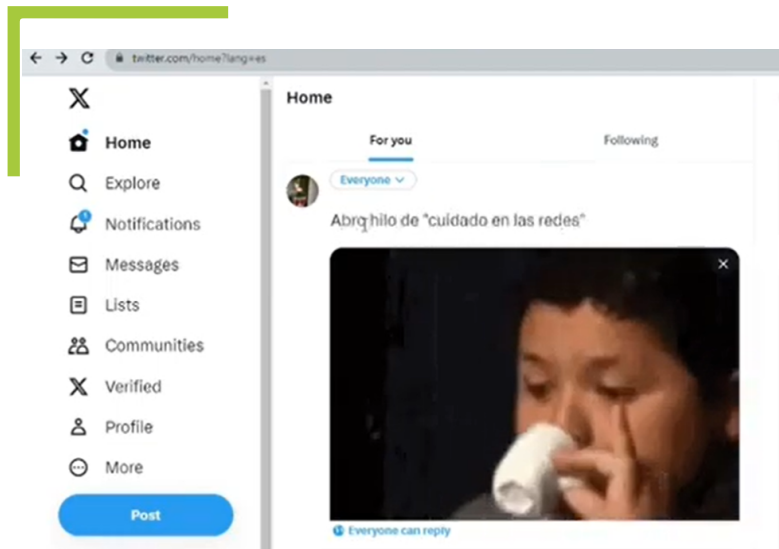 twitter.com/home?lang=es
Home
Home
For you
Following
Explore
Everyone
Notifications
Abro hilo de "cuidado en las redes"
Messages
Lists
Communities
Verified
Profile
More
Post
Everyone can reply